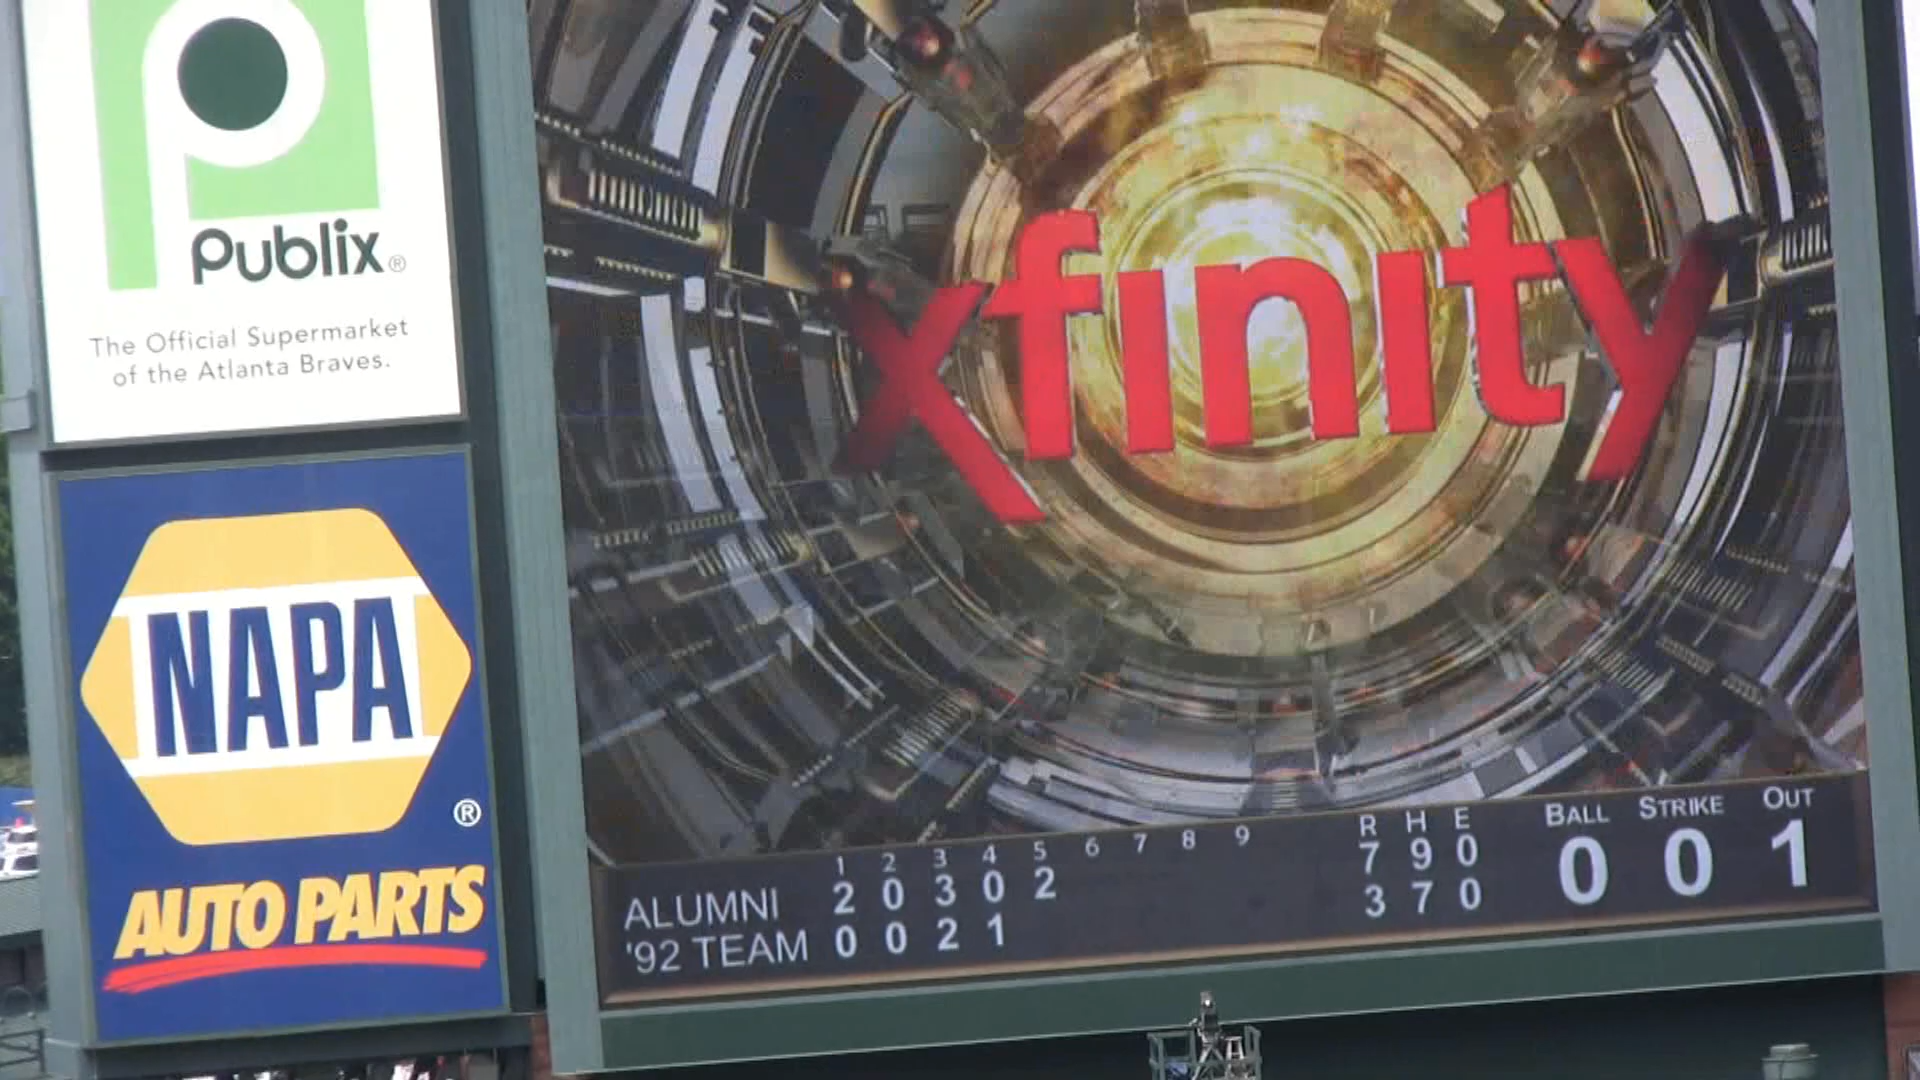 Publix®
The Official Supermarket
of the Atlanta Braves.
NAPA
®
AUTO PARTS
xfinity
1 2 3 4 5 6 7 8 9 R H E BALL STRIKE OUT
ALUMNI 2 0 3 0 2 7 9 0 0 0 1
'92 TEAM 0 0 2 1 3 7 0